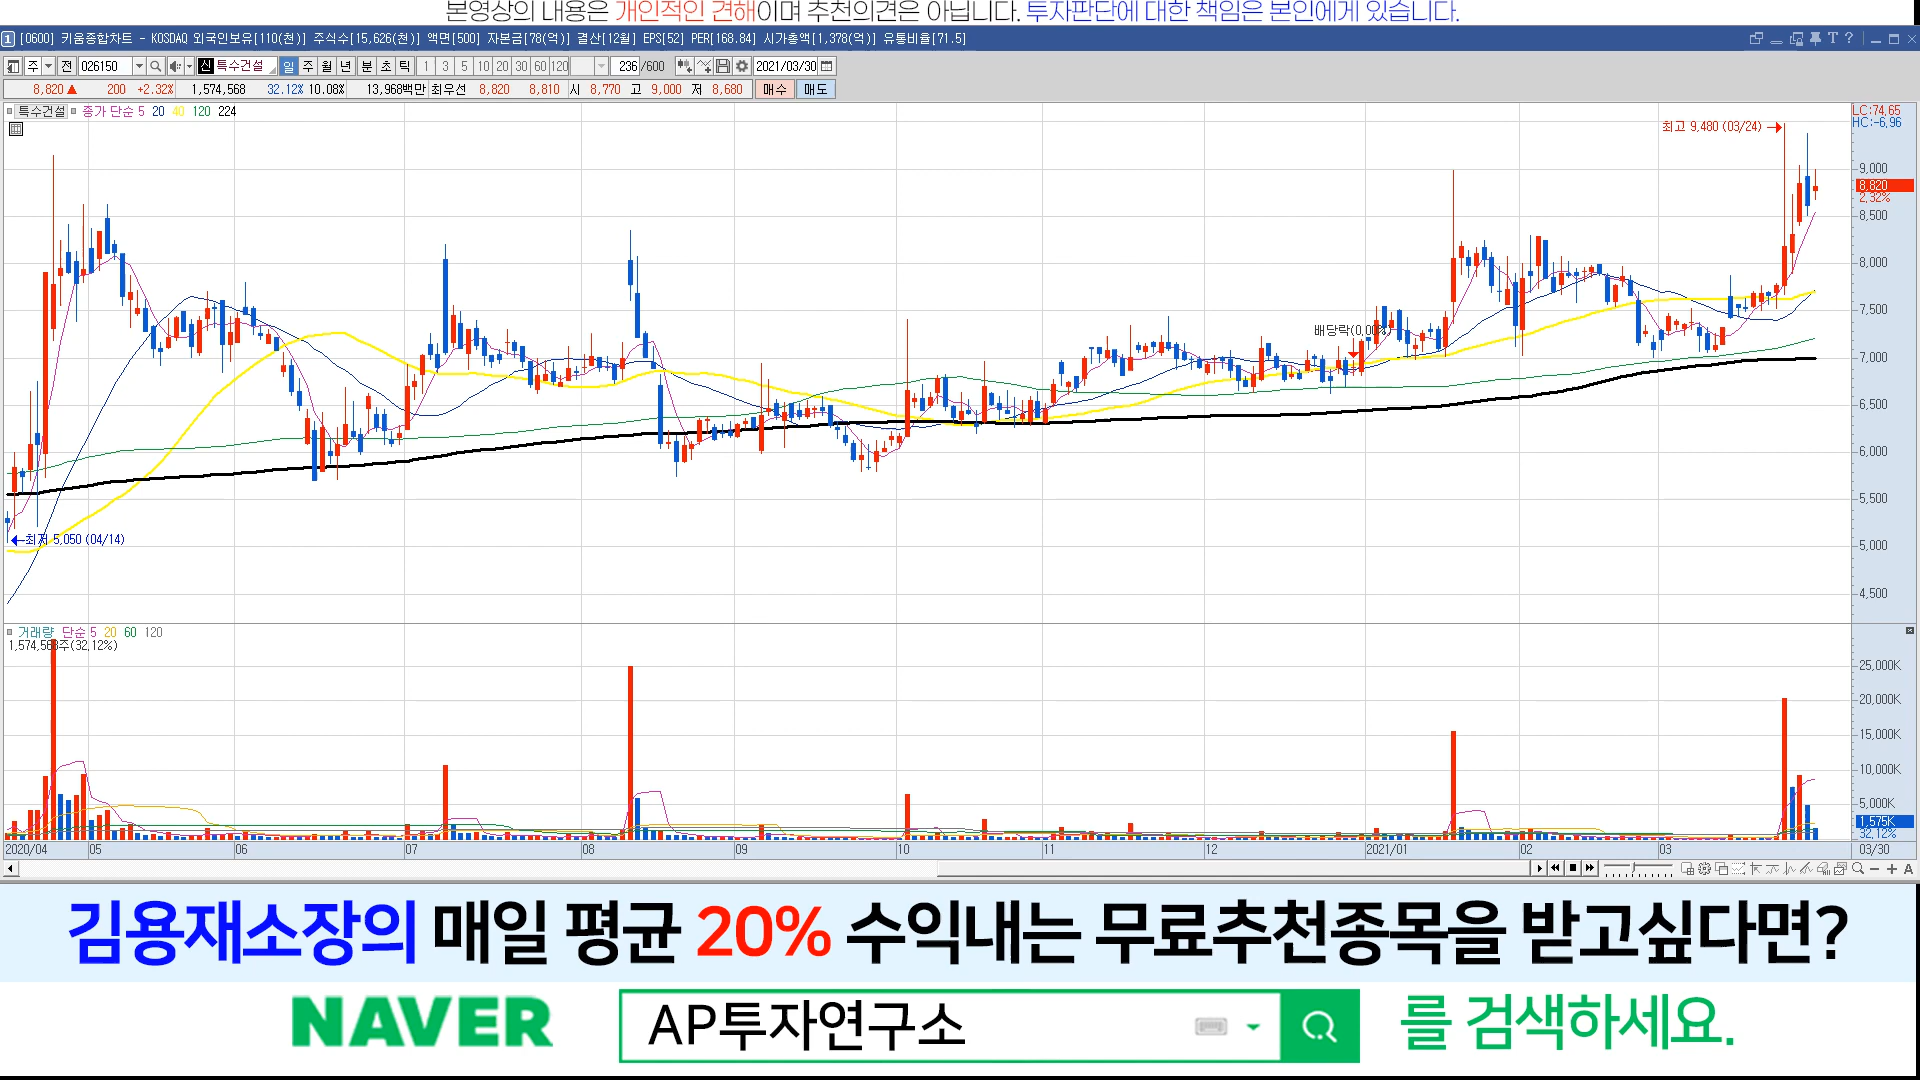 본영상의 내용은 개인적인 견해이며 추천의견은 아닙니다. 투자판단에 대한 책임은 본인에게 있습니다.
1 [0600] 키움종합차트 - KOSDAQ 외국인보유[110(천)] 주식수[15,626(천)] 액면[500] 자본금[78(억)] 결산[12월] EPS[52] PER[168.84] 시가총액[1,378(억)] 유통비율[71.5]
주 전 026150 신 특수건설 일 주 월 년 분 초 틱 1 3 5 10 20 30 60 120 236 /600 2021/03/30
8,820 ▲ 200 +2.32% 1,574,568 32.12% 10.08% 13,968백만 최우선 8,820 8,810 시 8,770 고 9,000 저 8,680 매수 매도
특수건설 종가 단순 5 20 40 120 224
LC:74.65
HC:-6.96
최고 9,480 (03/24)
9,000
8,820
2.32%
8,500
8,000
7,500
배당락(0.00%)
7,000
6,500
6,000
5,500
최저 5,050 (04/14)
5,000
4,500
거래량 단순 5 20 60 120
1,574,568주(32.12%)
25,000K
20,000K
15,000K
10,000K
5,000K
1,575K
32.12%
2020/04 05 06 07 08 09 10 11 12 2021/01 02 03 03/30
A
김용재소장의 매일 평균 20% 수익내는 무료추천종목을 받고싶다면?
NAVER AP투자연구소 를 검색하세요.